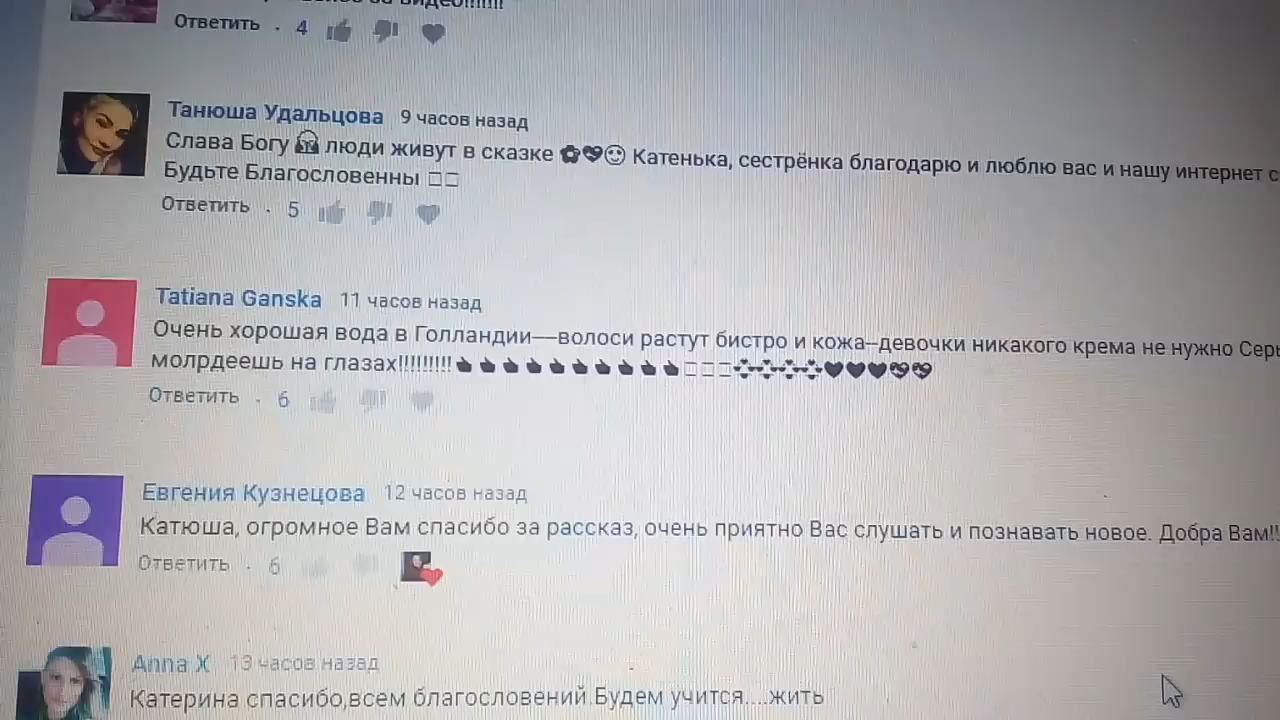 видео!!!!!!
Ответить · 4
Танюша Удальцова 9 часов назад
Слава Богу люди живут в сказке Катенька, сестрёнка благодарю и люблю вас и нашу интернет с
Будьте Благословенны
Ответить · 5
Tatiana Ganska 11 часов назад
Очень хорошая вода в Голландии—-волоси растут бистро и кожа–девочки никакого крема не нужно Серь
молрдеешь на глазах!!!!!!!!!
Ответить · 6
Евгения Кузнецова 12 часов назад
Катюша, огромное Вам спасибо за рассказ, очень приятно Вас слушать и познавать новое. Добра Вам!!
Ответить · 6
Anna X 13 часов назад
Катерина спасибо,всем благословений.Будем учится....жить